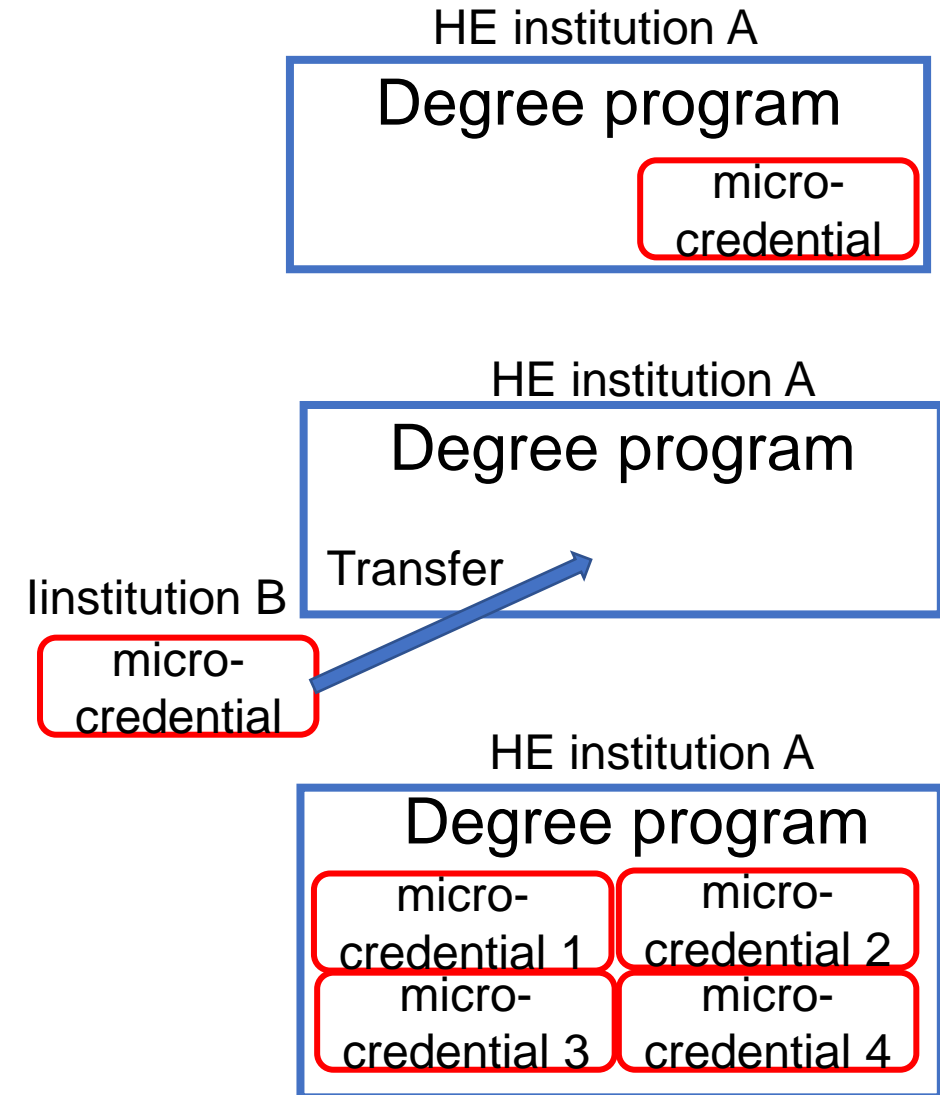 HE institution A
Degree program
micro-
credential
HE institution A
Degree program
Transfer
Iinstitution B
micro-
credential
HE institution A
Degree program
micro-
credential 1
micro-
credential 2
micro-
credential 3
micro-
credential 4